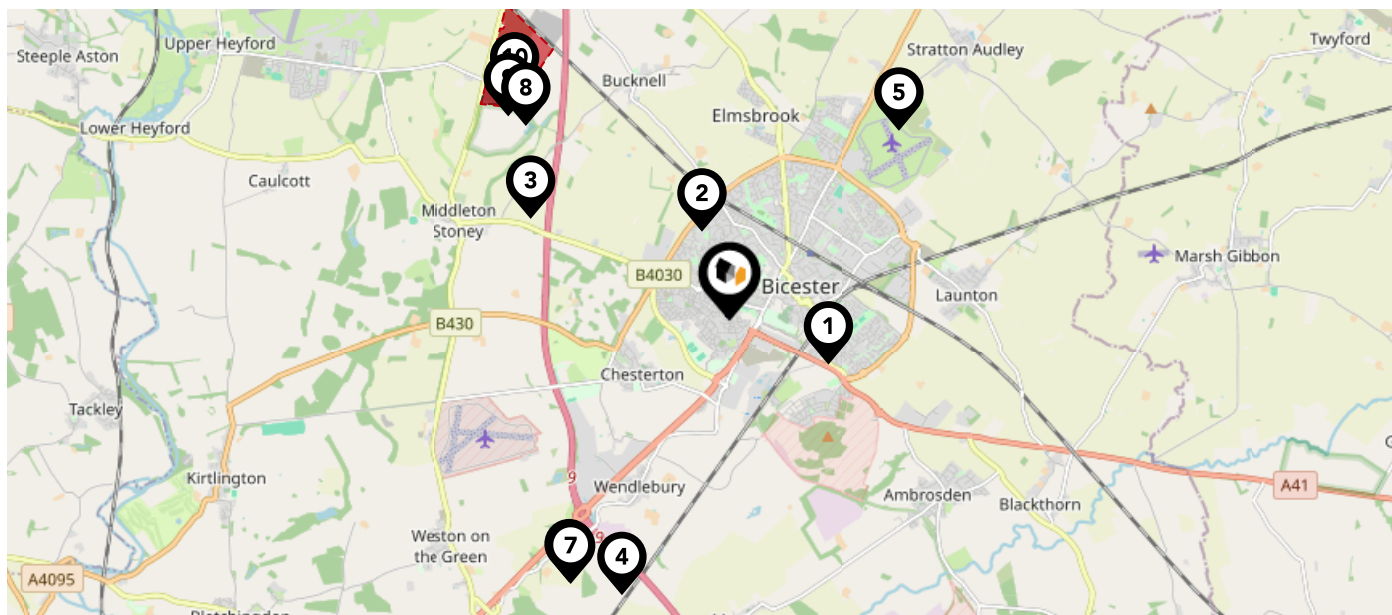 Steeple Aston
Upper Heyford
Bucknell
Stratton Audley
Twyford
10
8
5
Lower Heyford
Elmsbrook
Caulcott
3
2
Middleton
Stoney
B4030
Bicester
Marsh Gibbon
Launton
B430
1
Chesterton
Tackley
Kirtlington
9
Wendlebury
Ambrosden
A41
Blackthorn
Weston on
the Green
7
9
4
A4095